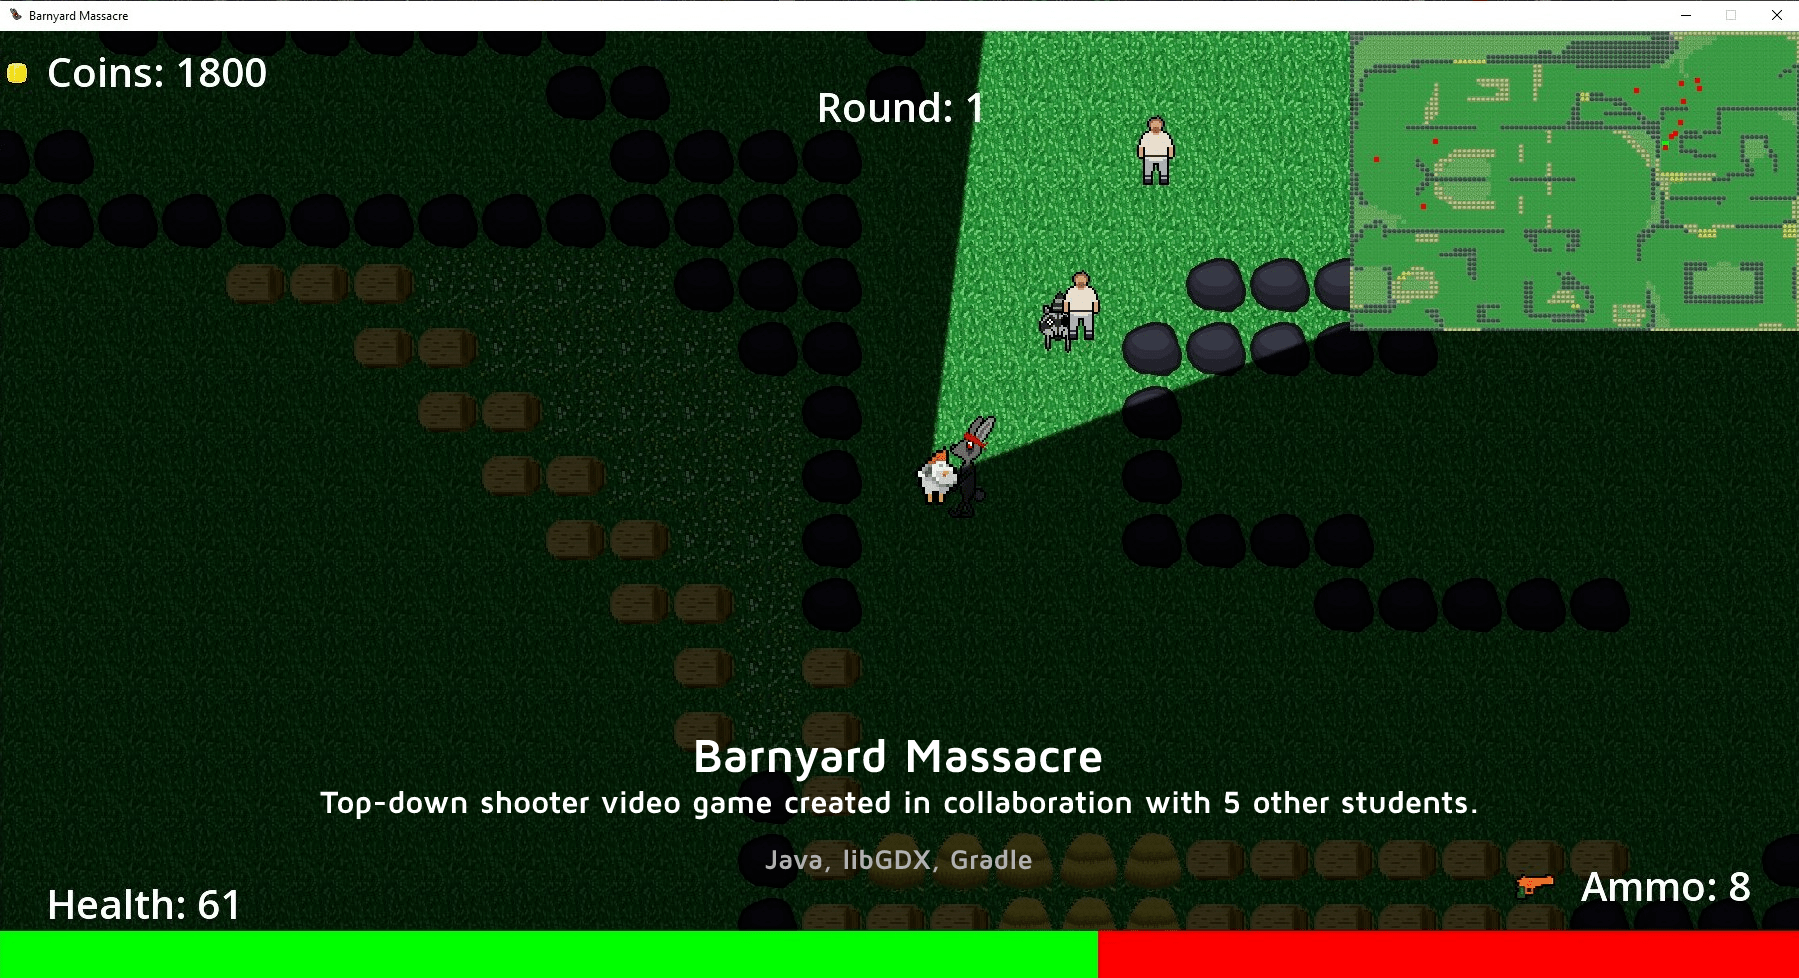 Barnyard Massacre
Coins: 1800
Round: 1
Barnyard Massacre
Top-down shooter video game created in collaboration with 5 other students.
Java, libGDX, Gradle
Health: 61
Ammo: 8